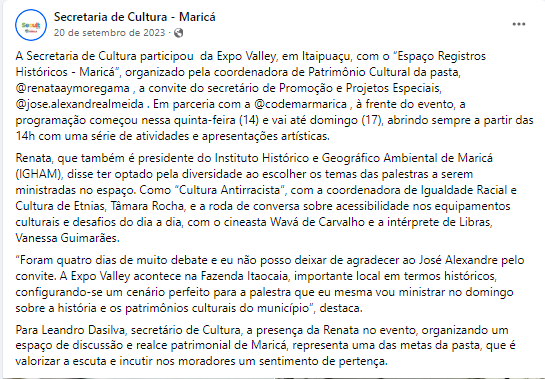 Secretaria de Cultura - Maricá
20 de setembro de 2023 ·
A Secretaria de Cultura participou da Expo Valley, em Itaipuaçu, com o "Espaço Registros
Históricos - Maricá", organizado pela coordenadora de Patrimônio Cultural da pasta,
@renataaymoregama , a convite do secretário de Promoção e Projetos Especiais,
@jose.alexandrealmeida . Em parceria com a @codemarmarica , à frente do evento, a
programação começou nessa quinta-feira (14) e vai até domingo (17), abrindo sempre a partir das
14h com uma série de atividades e apresentações artísticas.
Renata, que também é presidente do Instituto Histórico e Geográfico Ambiental de Maricá
(IGHAM), disse ter optado pela diversidade ao escolher os temas das palestras a serem
ministradas no espaço. Como "Cultura Antirracista", com a coordenadora de Igualdade Racial e
Cultura de Etnias, Tâmara Rocha, e a roda de conversa sobre acessibilidade nos equipamentos
culturais e desafios do dia a dia, com o cineasta Wavá de Carvalho e a intérprete de Libras,
Vanessa Guimarães.
"Foram quatro dias de muito debate e eu não posso deixar de agradecer ao José Alexandre pelo
convite. A Expo Valley acontece na Fazenda Itaocaia, importante local em termos históricos,
configurando-se um cenário perfeito para a palestra que eu mesma vou ministrar no domingo
sobre a história e os patrimônios culturais do município", destaca.
Para Leandro Dasilva, secretário de Cultura, a presença da Renata no evento, organizando um
espaço de discussão e realce patrimonial de Maricá, representa uma das metas da pasta, que é
valorizar a escuta e incutir nos moradores um sentimento de pertença.